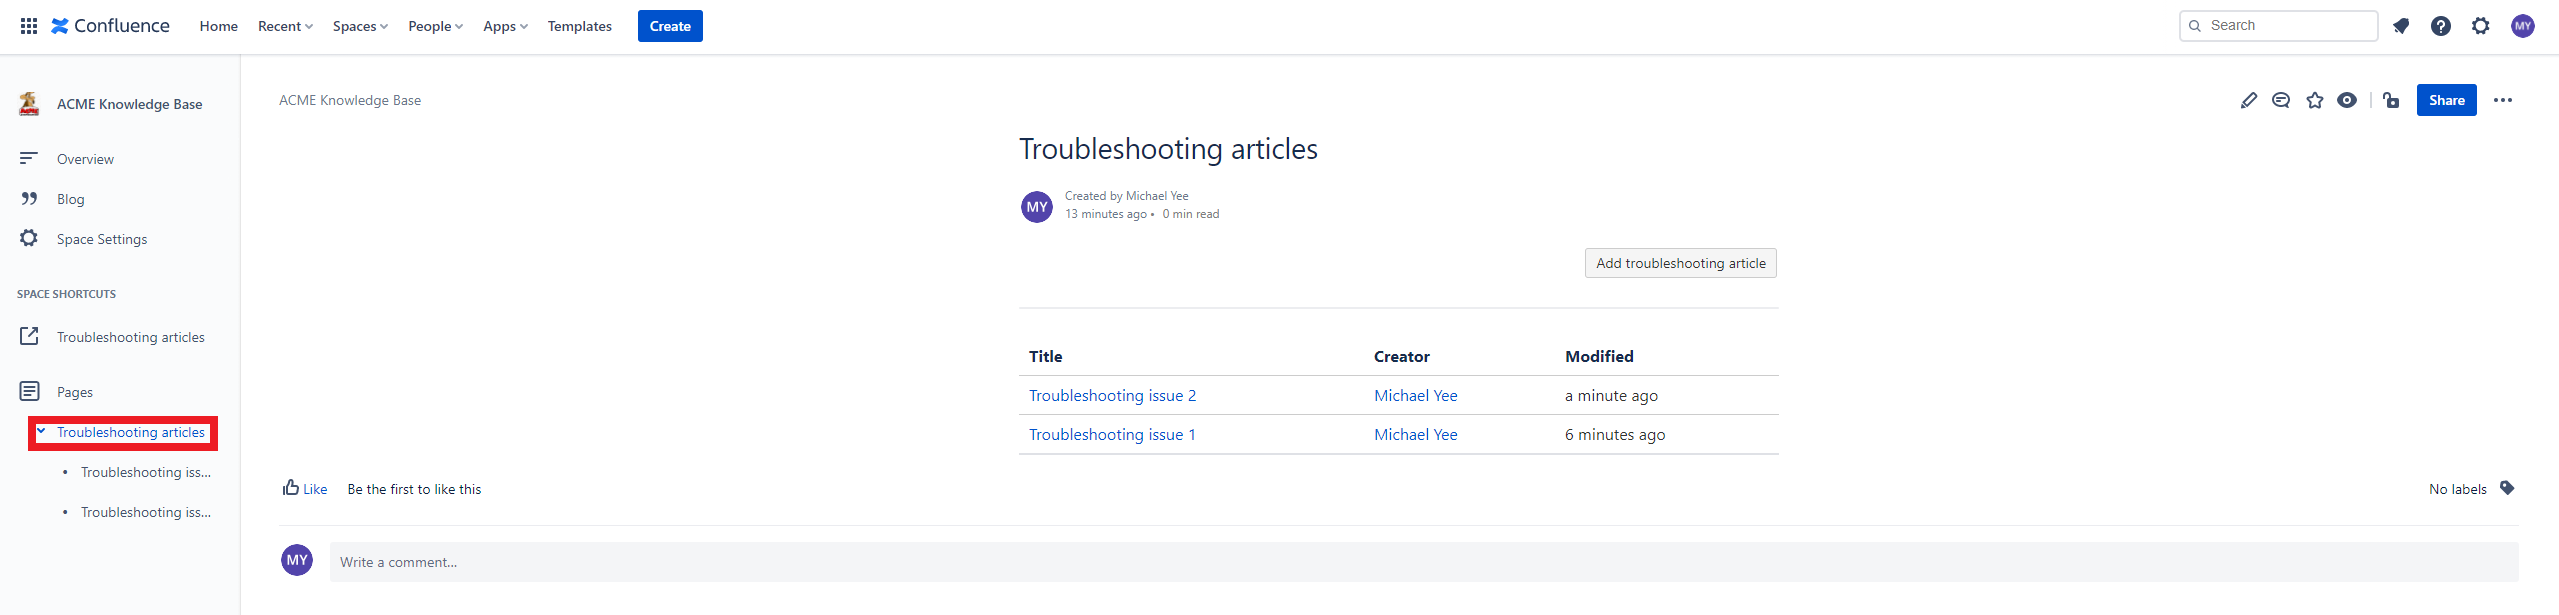 Confluence Home Recent Spaces People Apps Templates Create Search MY
ACME Knowledge Base
Overview
Blog
Space Settings
SPACE SHORTCUTS
Troubleshooting articles
Pages
Troubleshooting articles
• Troubleshooting iss...
• Troubleshooting iss...
ACME Knowledge Base
Share
Troubleshooting articles
MY
Created by Michael Yee
13 minutes ago • 0 min read
Add troubleshooting article
Title Creator Modified
Troubleshooting issue 2 Michael Yee a minute ago
Troubleshooting issue 1 Michael Yee 6 minutes ago
Like Be the first to like this No labels
MY Write a comment...